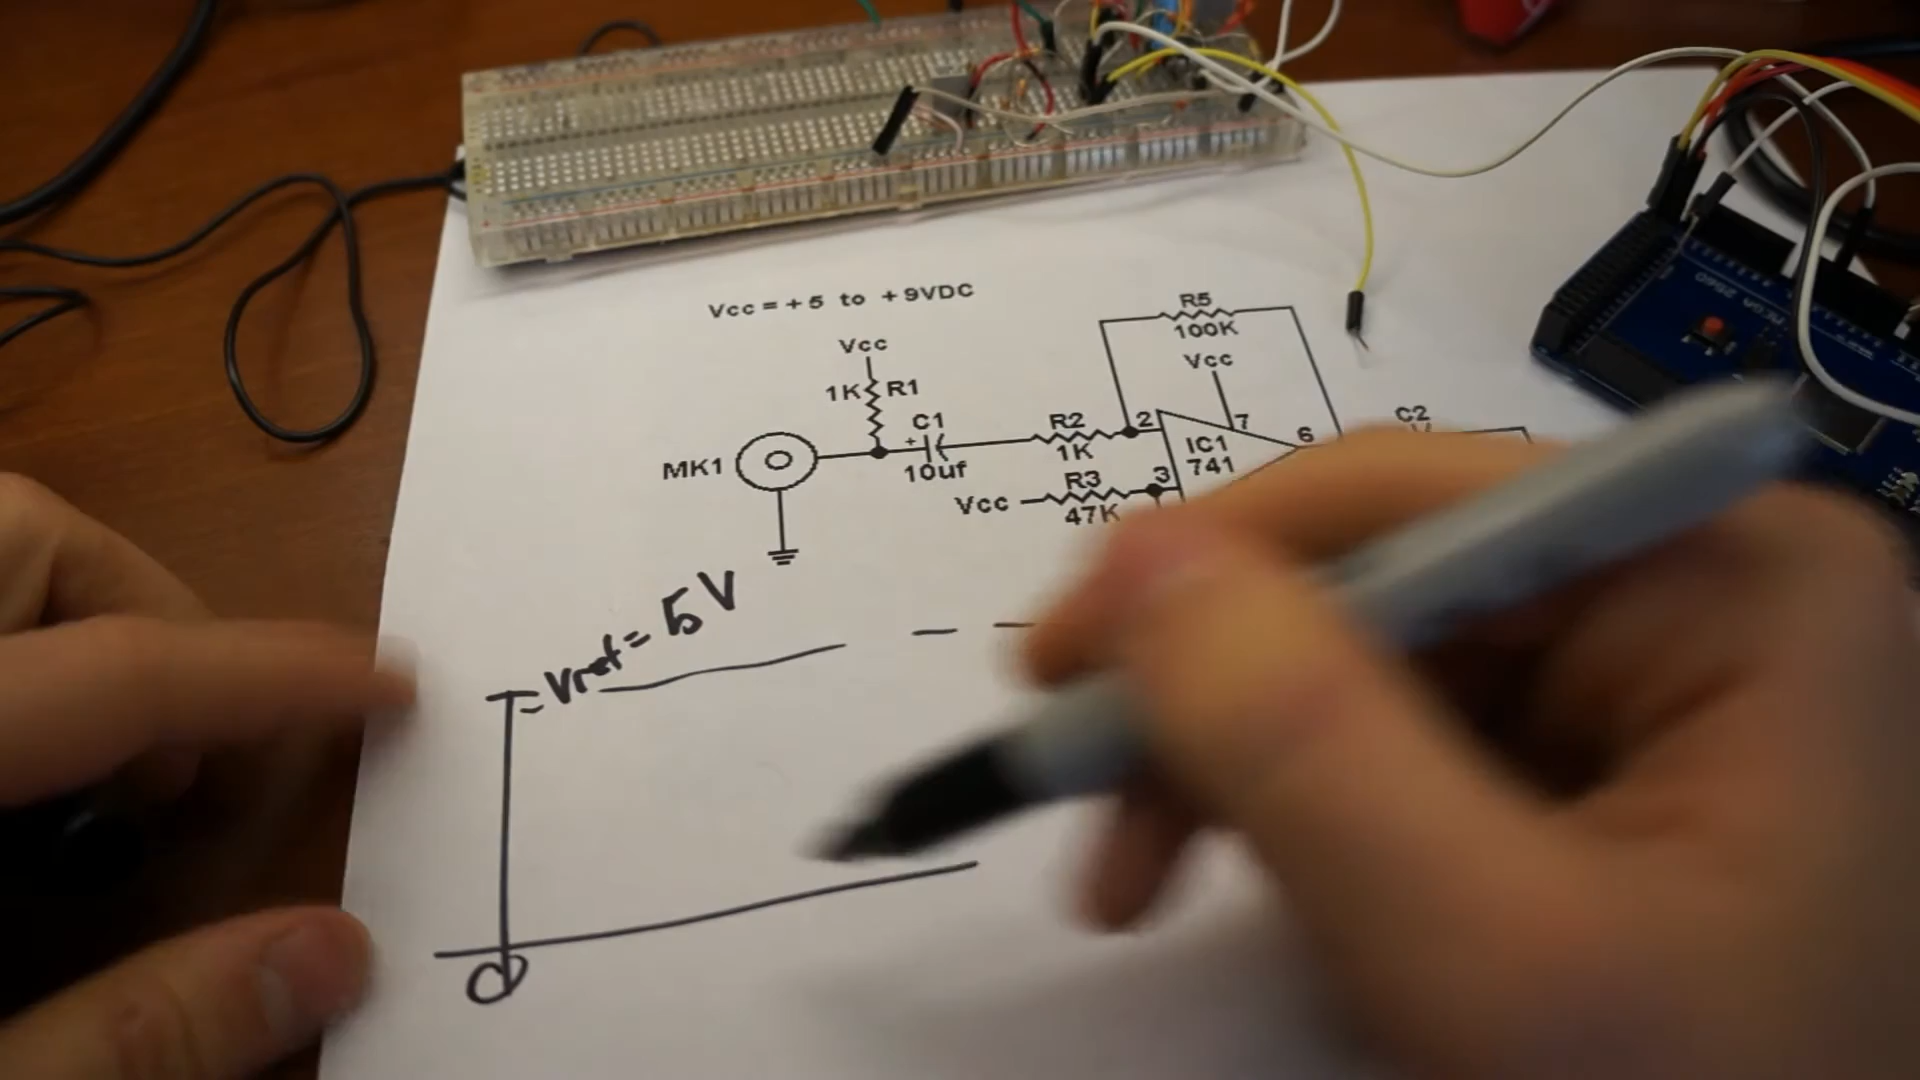 Vcc = +5 to +9VDC
R5
100K
Vcc
Vcc
1K R1
C1
+
10uf
R2
1K
2
7
6
IC1
741
C2
MK1
R3
3
Vcc
47K
= Vref = 5V
0